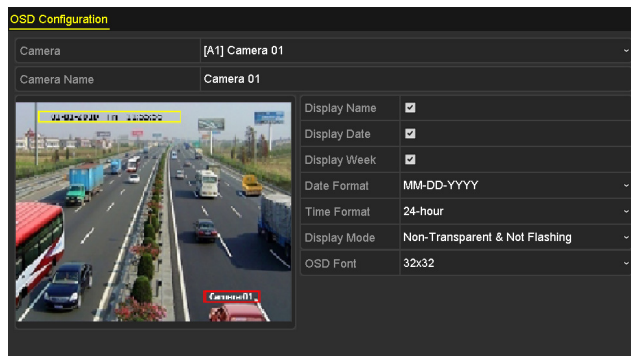 OSD Configuration
Camera [A1] Camera 01
Camera Name Camera 01
Display Name
Display Date
Display Week
Date Format MM-DD-YYYY
Time Format 24-hour
Display Mode Non-Transparent & Not Flashing
OSD Font 32x32
Camera01